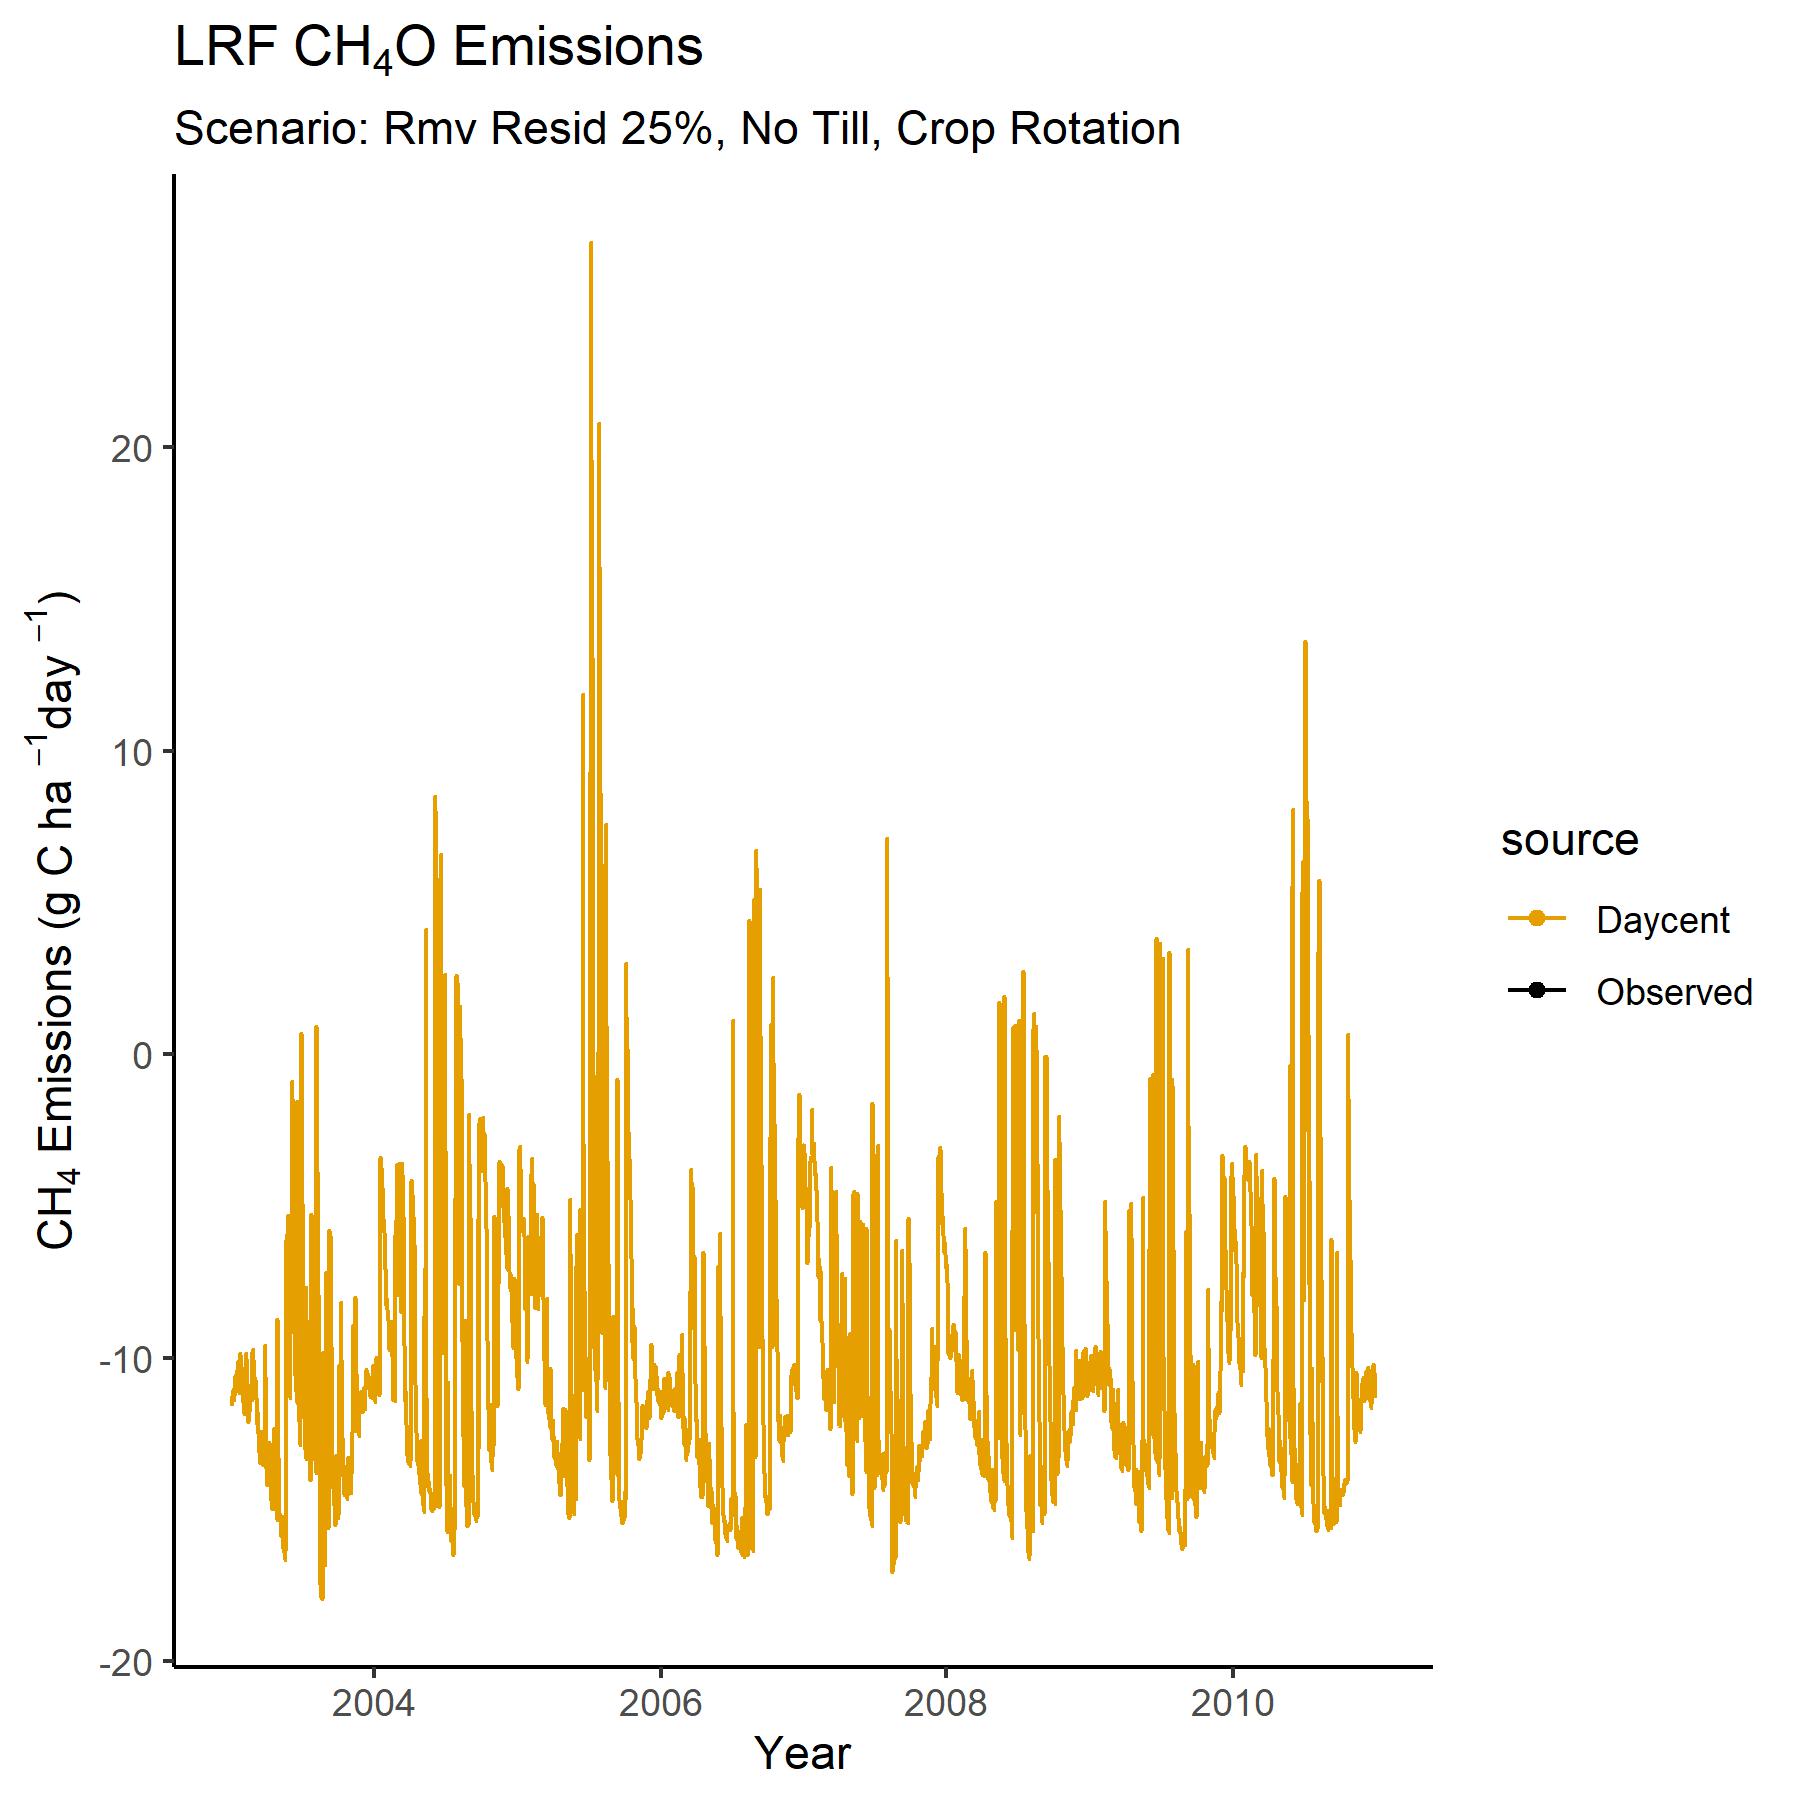 LRF CH₄O Emissions
Scenario: Rmv Resid 25%, No Till, Crop Rotation
CH₄ Emissions (g C ha ⁻¹day ⁻¹)
20
10
0
-10
-20
2004
2006
2008
2010
Year
source
Daycent
Observed